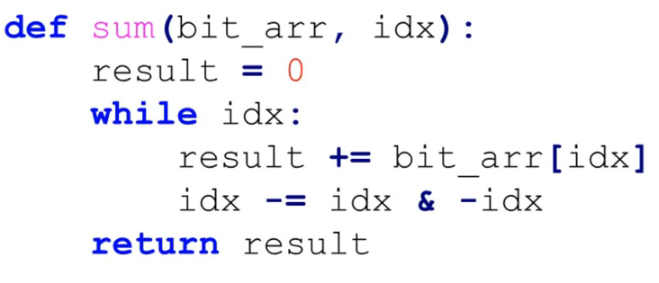 def sum(bit_arr, idx):
    result = 0
    while idx:
        result += bit_arr[idx]
        idx -= idx & -idx
    return result